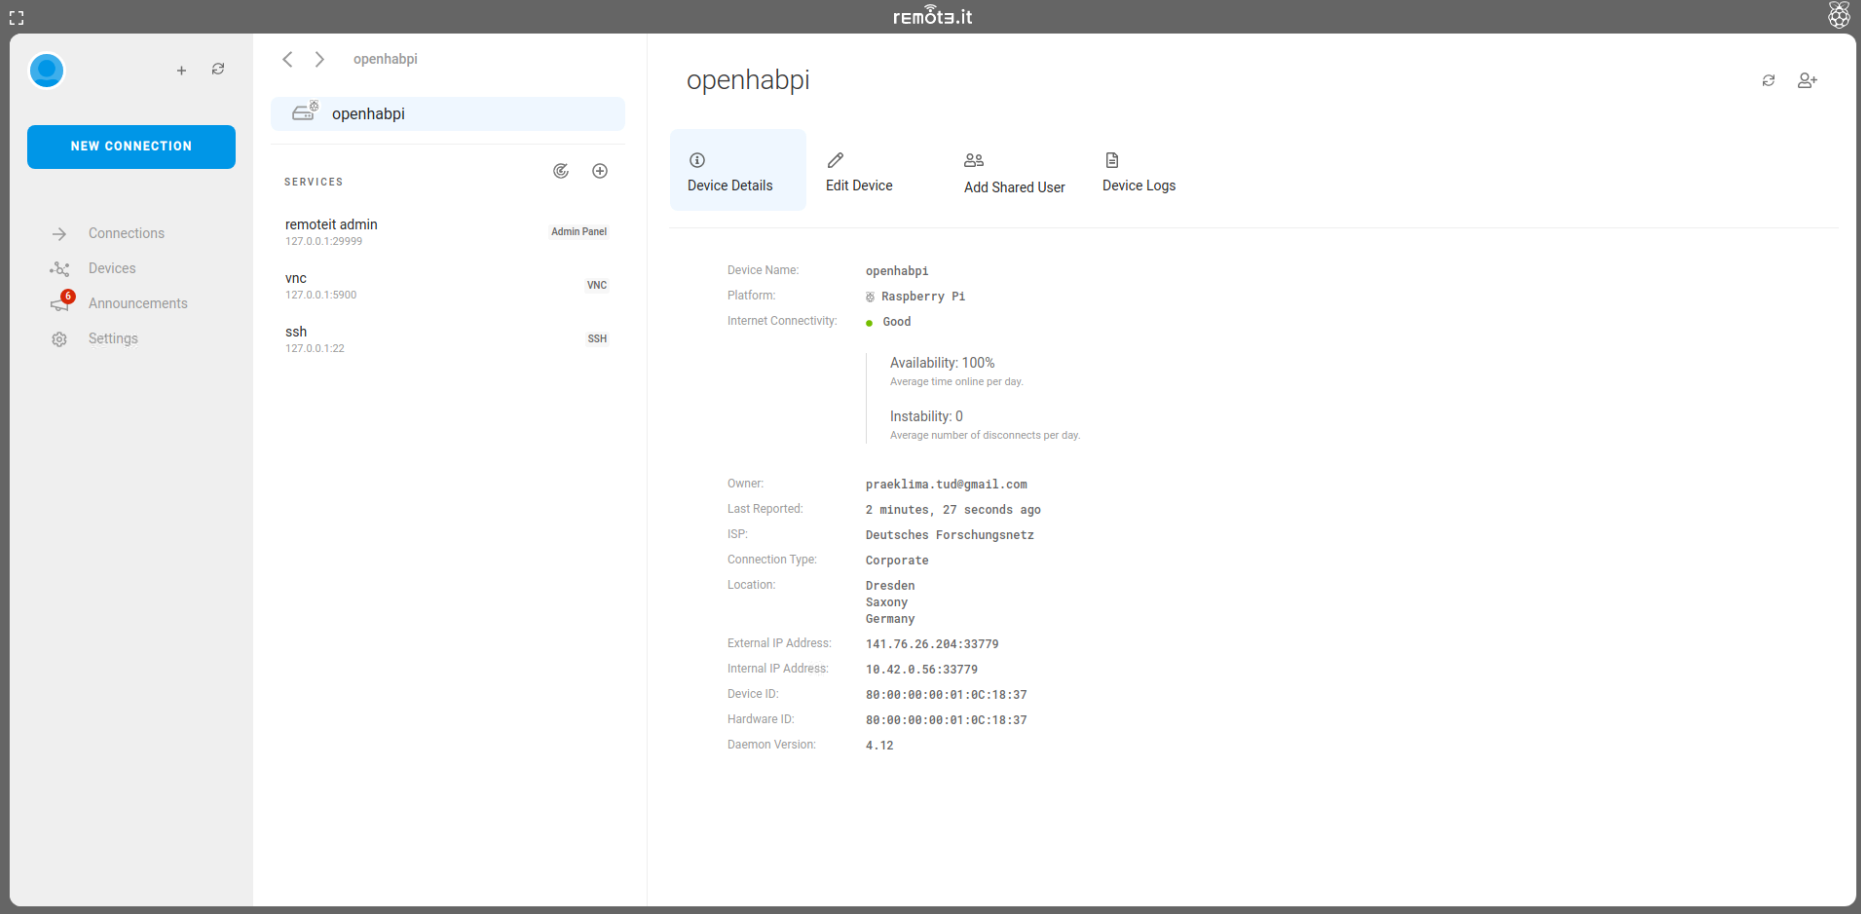 remot3.it
NEW CONNECTION
Connections
Devices
6
Announcements
Settings
openhabpi
openhabpi
SERVICES
remoteit admin
127.0.0.1:29999
Admin Panel
vnc
127.0.0.1:5900
VNC
ssh
127.0.0.1:22
SSH
openhabpi
Device Details
Edit Device
Add Shared User
Device Logs
Device Name: openhabpi
Platform: Raspberry Pi
Internet Connectivity: Good
Availability: 100%
Average time online per day.
Instability: 0
Average number of disconnects per day.
Owner: praeklima.tud@gmail.com
Last Reported: 2 minutes, 27 seconds ago
ISP: Deutsches Forschungsnetz
Connection Type: Corporate
Location: Dresden
Saxony
Germany
External IP Address: 141.76.26.204:33779
Internal IP Address: 10.42.0.56:33779
Device ID: 80:00:00:00:01:0C:18:37
Hardware ID: 80:00:00:00:01:0C:18:37
Daemon Version: 4.12